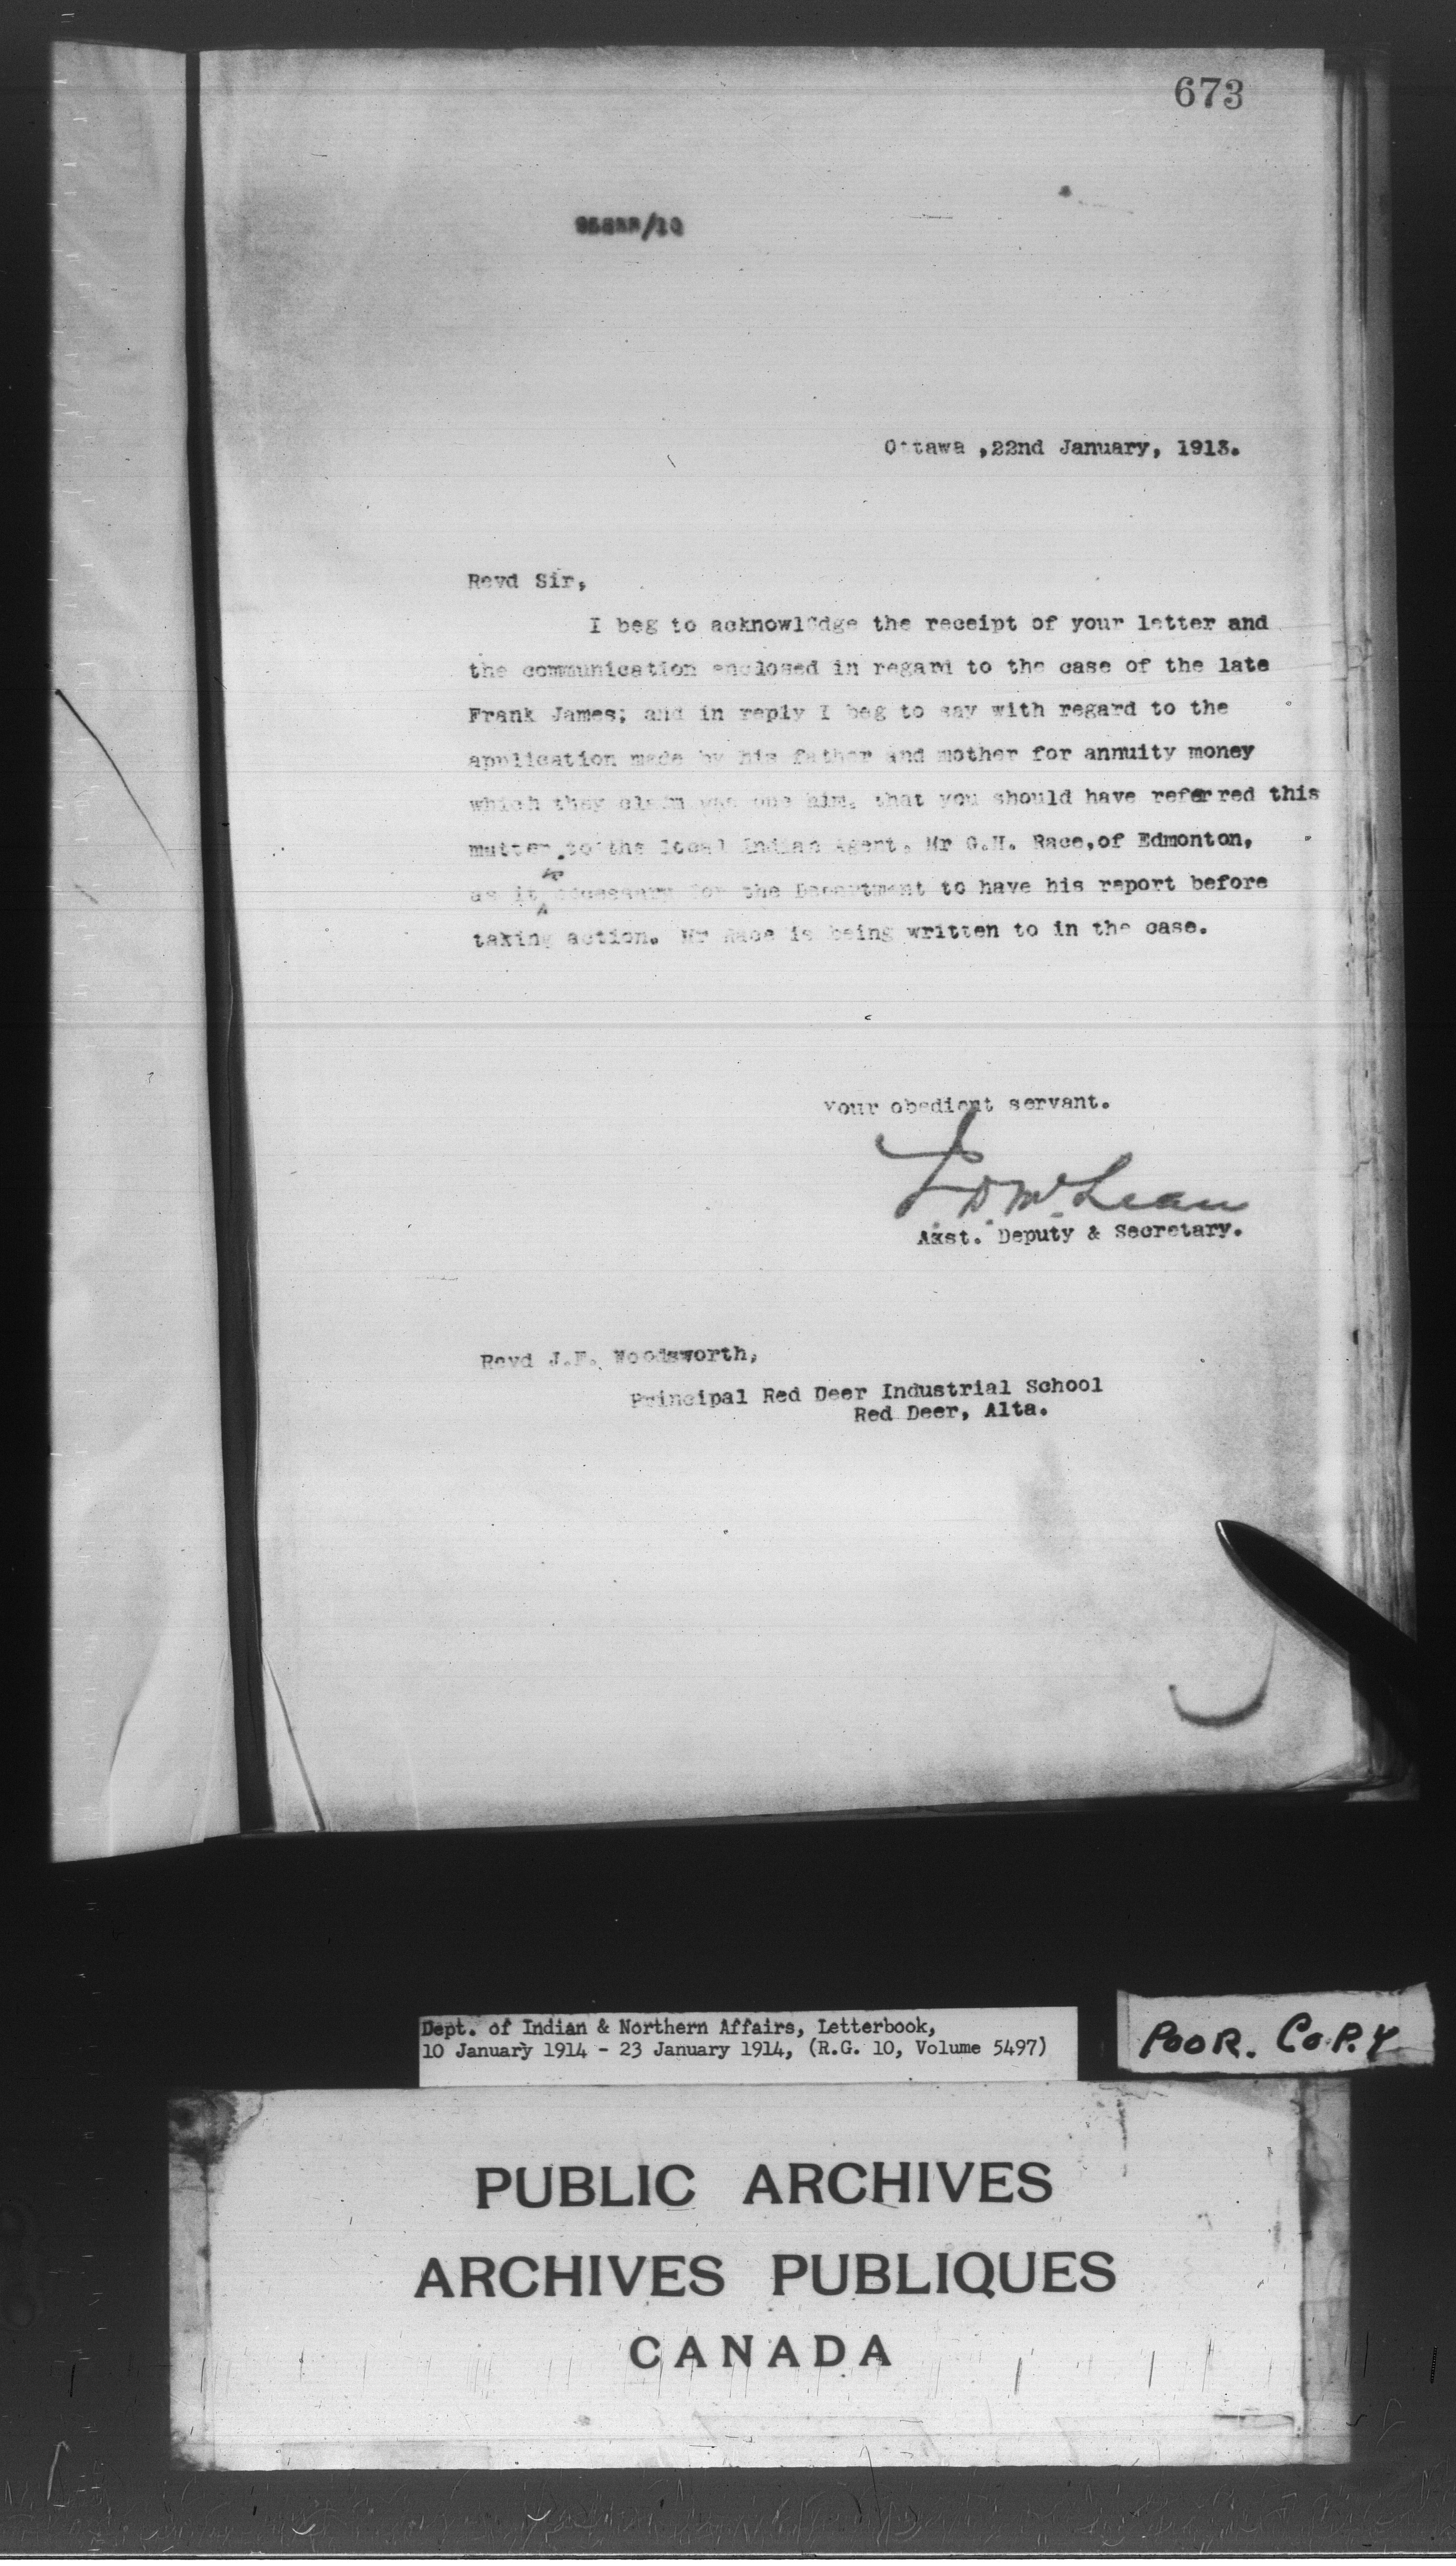 673
Ottawa ,22nd January, 1913.
Revd Sir,
I beg to acknowledge the receipt of your letter and
the communication enclosed in regard to the case of the late
Frank James; and in reply I beg to say with regard to the
application made by his father and mother for annuity money
which they claim was due him, that you should have referred this
matter to the local Indian Agent, Mr G.H. Race,of Edmonton,
is
as it necessary for the Department to have his report before
taking action. Mr Race is being written to in the case.
Your obedient servant.
J D McLean
Asst. Deputy & Secretary.
Revd J.F. Woodsworth,
Principal Red Deer Industrial School
Red Deer, Alta.
Dept. of Indian & Northern Affairs, Letterbook,
10 January 1914 - 23 January 1914, (R.G. 10, Volume 5497)
POOR. COPY
PUBLIC ARCHIVES
ARCHIVES PUBLIQUES
CANADA